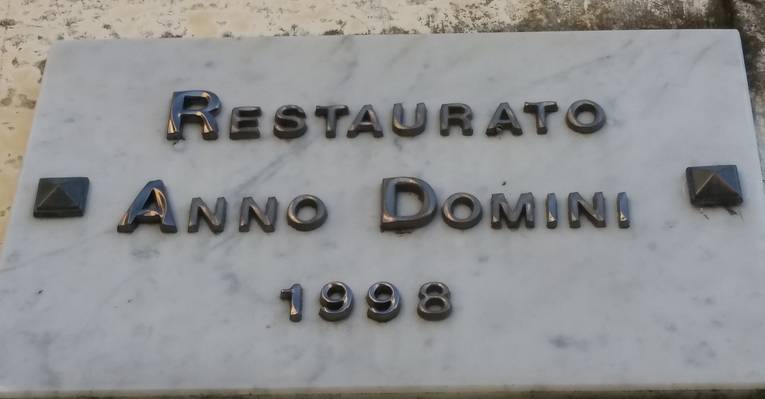 RESTAURATO
ANNO DOMINI
1998